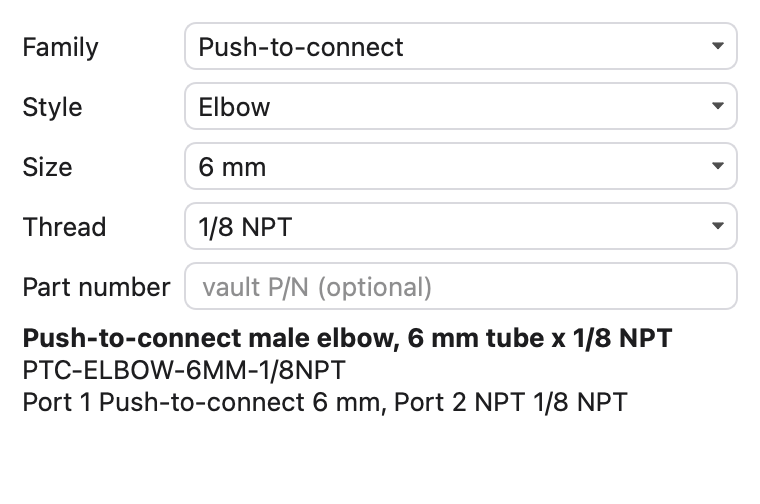 Family Push-to-connect
Style Elbow
Size 6 mm
Thread 1/8 NPT
Part number vault P/N (optional)
Push-to-connect male elbow, 6 mm tube x 1/8 NPT
PTC-ELBOW-6MM-1/8NPT
Port 1 Push-to-connect 6 mm, Port 2 NPT 1/8 NPT